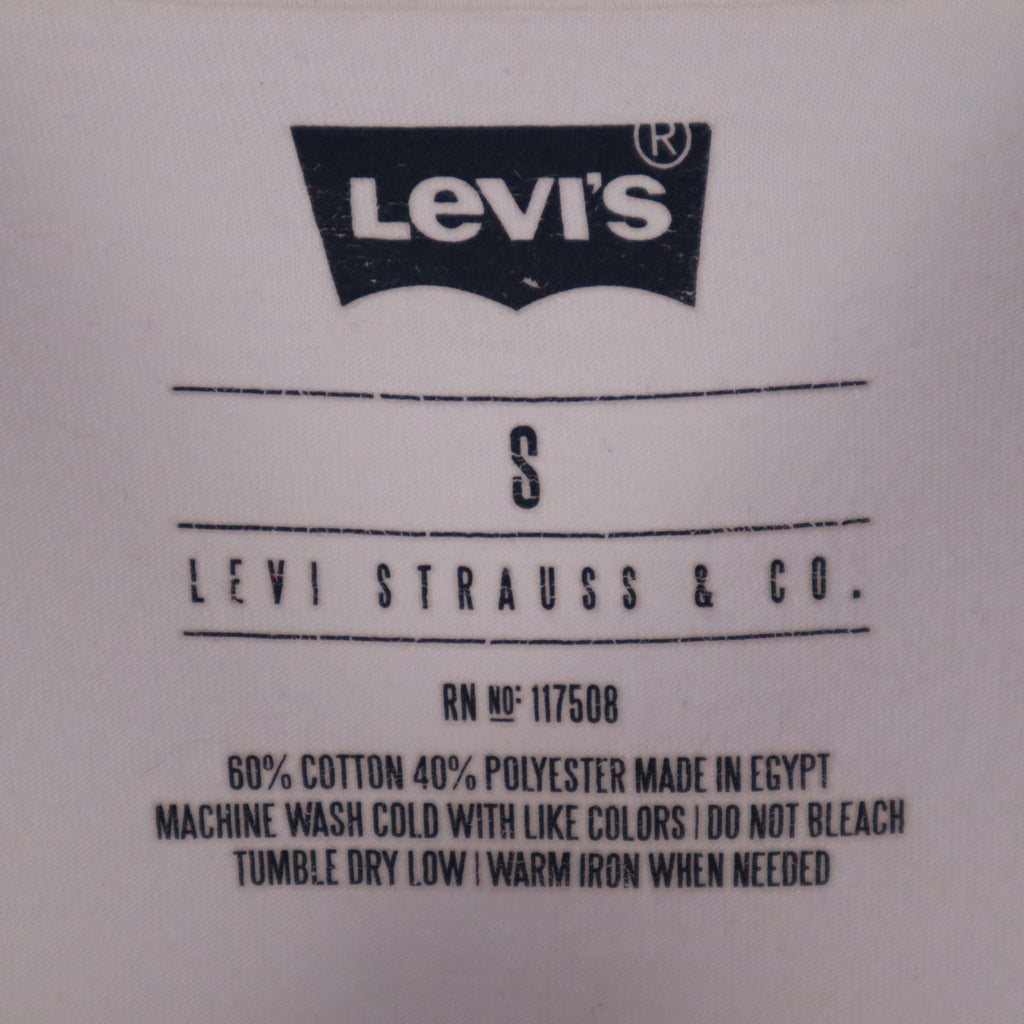 LEVI'S®
S
LEVI STRAUSS & CO.
RN NO: 117508
60% COTTON 40% POLYESTER MADE IN EGYPT
MACHINE WASH COLD WITH LIKE COLORS | DO NOT BLEACH
TUMBLE DRY LOW | WARM IRON WHEN NEEDED